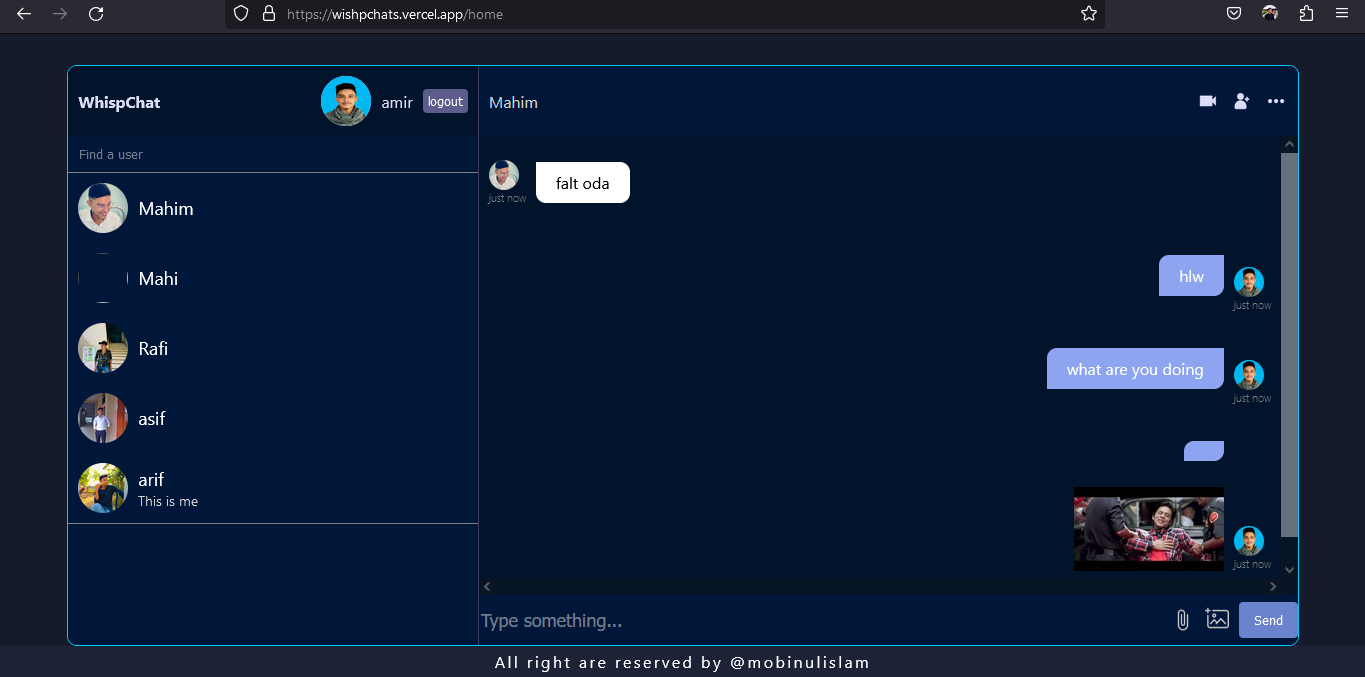 https://wishpchats.vercel.app/home
WhispChat
amir
logout
Find a user
Mahim
Mahi
Rafi
asif
arif
This is me
Mahim
falt oda
just now
hlw
just now
what are you doing
just now
just now
Type something...
Send
All right are reserved by @mobinulislam